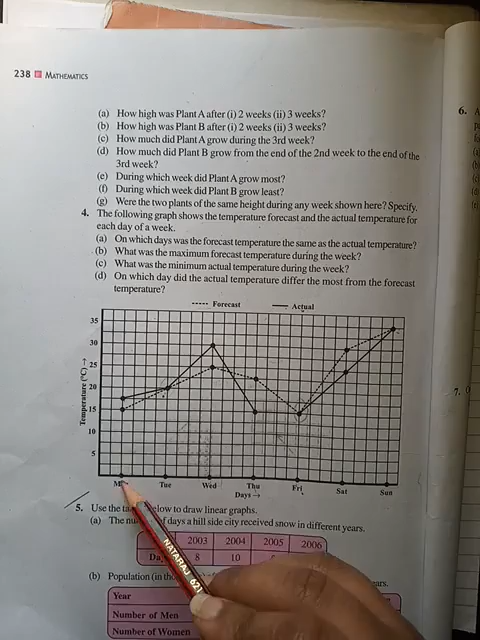 238 MATHEMATICS
(a) How high was Plant A after (i) 2 weeks (ii) 3 weeks?
(b) How high was Plant B after (i) 2 weeks (ii) 3 weeks?
(c) How much did Plant A grow during the 3rd week?
(d) How much did Plant B grow from the end of the 2nd week to the end of the
3rd week?
(e) During which week did Plant A grow most?
(f) During which week did Plant B grow least?
(g) Were the two plants of the same height during any week shown here? Specify.
4. The following graph shows the temperature forecast and the actual temperature for
each day of a week.
(a) On which days was the forecast temperature the same as the actual temperature?
(b) What was the maximum forecast temperature during the week?
(c) What was the minimum actual temperature during the week?
(d) On which day did the actual temperature differ the most from the forecast
temperature?
Forecast Actual
Temperature (°C) →
35
30
25
20
15
10
5
Tue Wed Thu Fri Sat Sun
Days →
5. Use the below to draw linear graphs.
(a) The of days a hill side city received snow in different years.
2003 2004 2005 2006
8 10
(b) Population (in
Year
Number of Men
Number of Women
6.
7.
NATARAJ 621